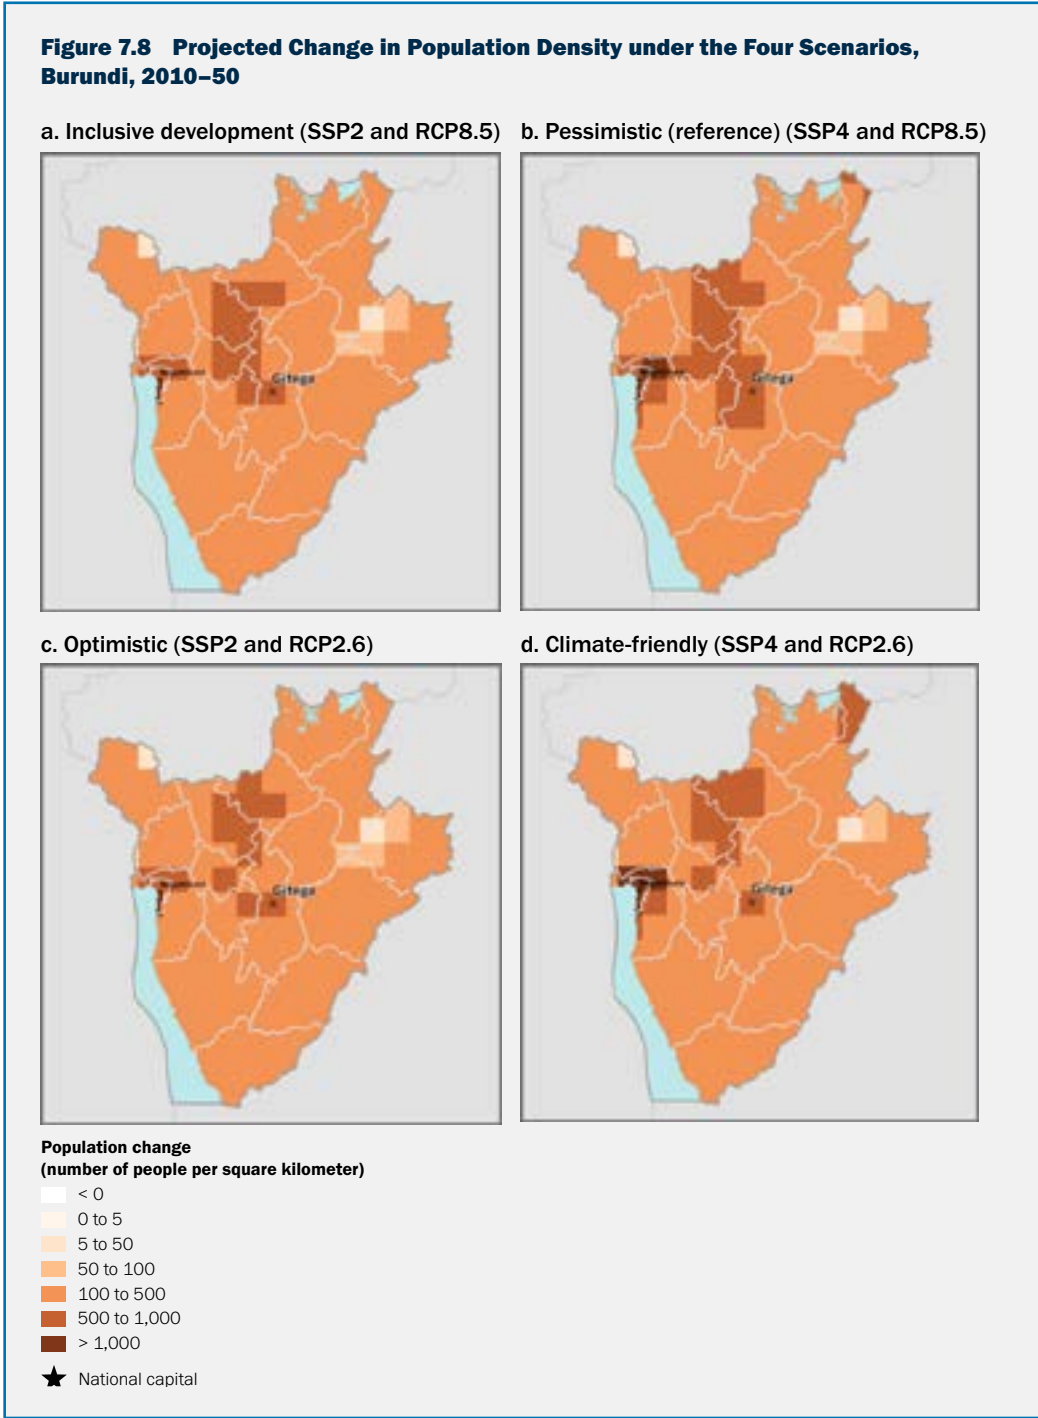 Figure 7.8 Projected Change in Population Density under the Four Scenarios,
Burundi, 2010–50
a. Inclusive development (SSP2 and RCP8.5)
b. Pessimistic (reference) (SSP4 and RCP8.5)
Gitega
Gitega
c. Optimistic (SSP2 and RCP2.6)
d. Climate-friendly (SSP4 and RCP2.6)
Gitega
Gitega
Population change
(number of people per square kilometer)
< 0
0 to 5
5 to 50
50 to 100
100 to 500
500 to 1,000
> 1,000
National capital